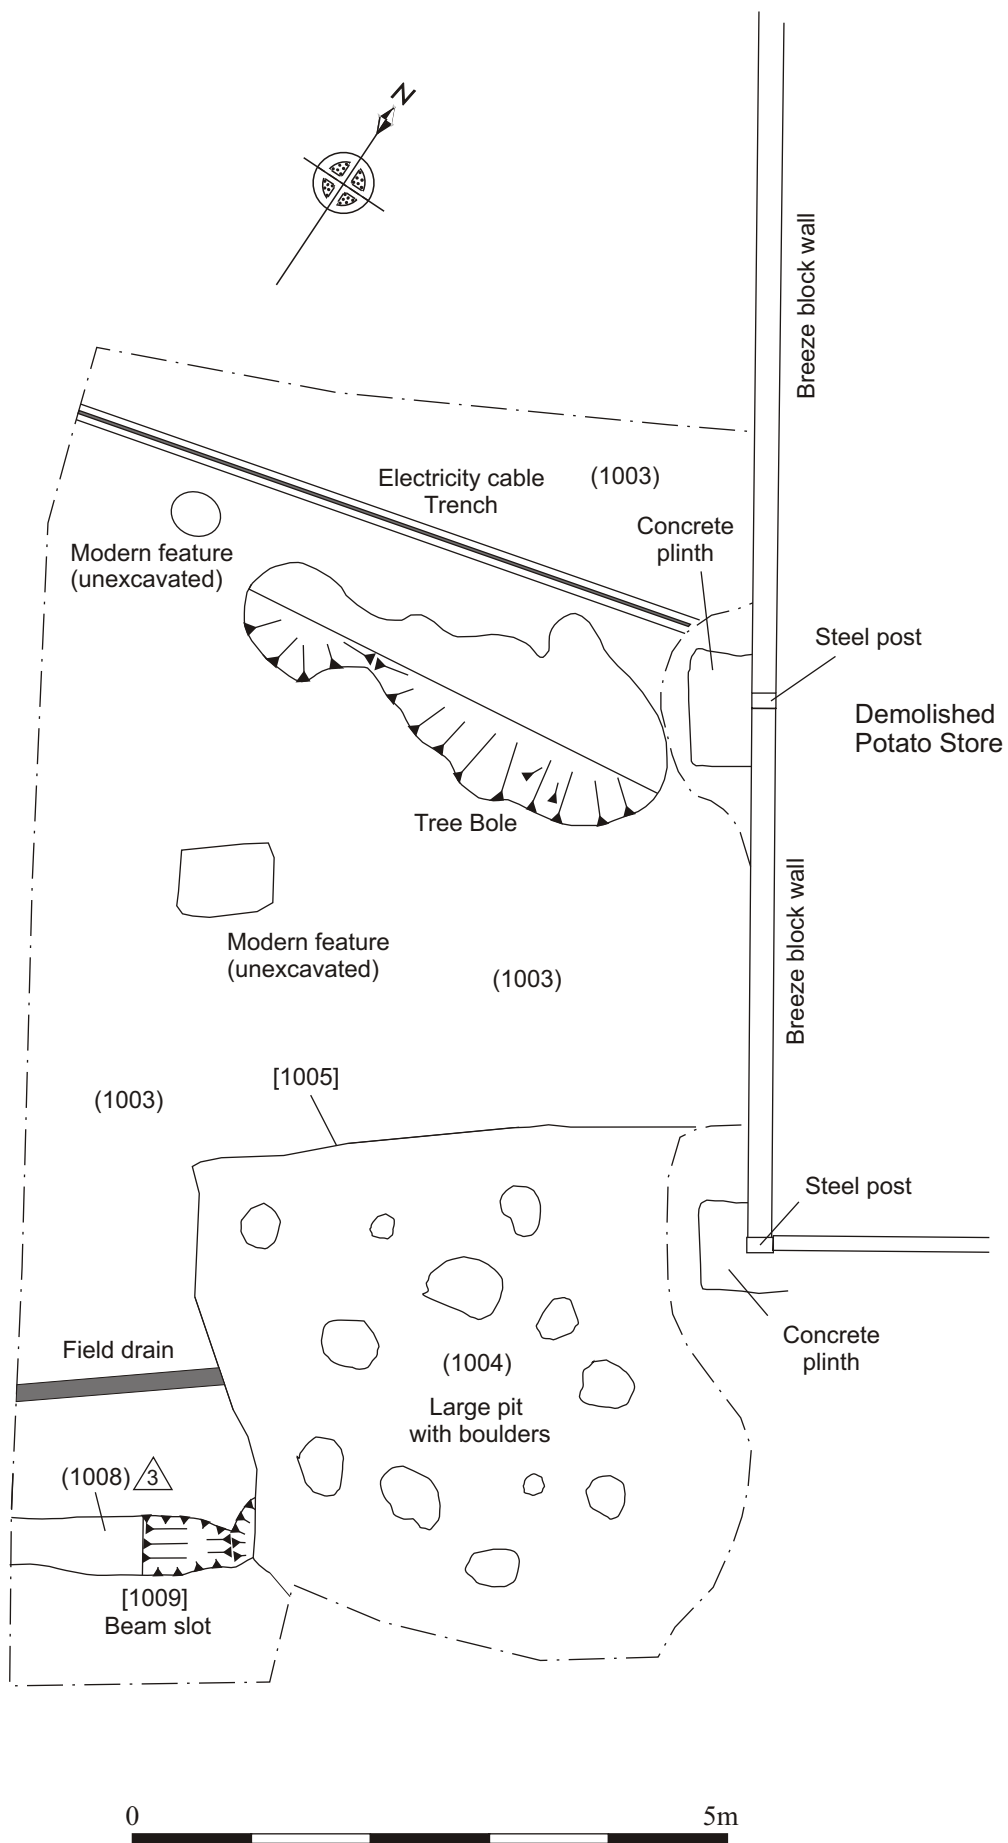 N
Breeze block wall
Electricity cable
Trench
(1003)
Concrete
plinth
Modern feature
(unexcavated)
Steel post
Demolished
Potato Store
Tree Bole
Breeze block wall
Modern feature
(unexcavated)
(1003)
[1005]
(1003)
Steel post
Field drain
Concrete
plinth
(1004)
Large pit
with boulders
(1008) 3
[1009]
Beam slot
0 5m